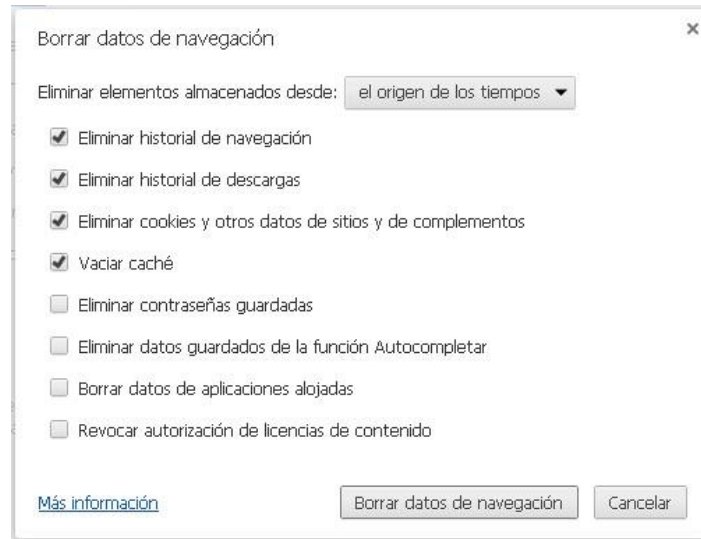 Borrar datos de navegación
Eliminar elementos almacenados desde: el origen de los tiempos
Eliminar historial de navegación
Eliminar historial de descargas
Eliminar cookies y otros datos de sitios y de complementos
Vaciar caché
Eliminar contraseñas guardadas
Eliminar datos guardados de la función Autocompletar
Borrar datos de aplicaciones alojadas
Revocar autorización de licencias de contenido
Más información Borrar datos de navegación Cancelar